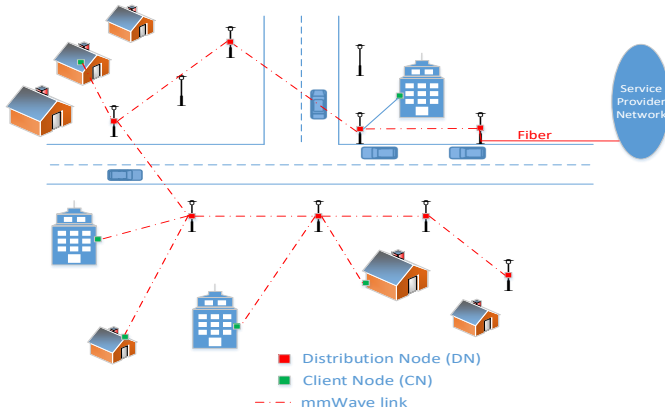 Service
Provider
Network
Fiber
Distribution Node (DN)
Client Node (CN)
mmWave link